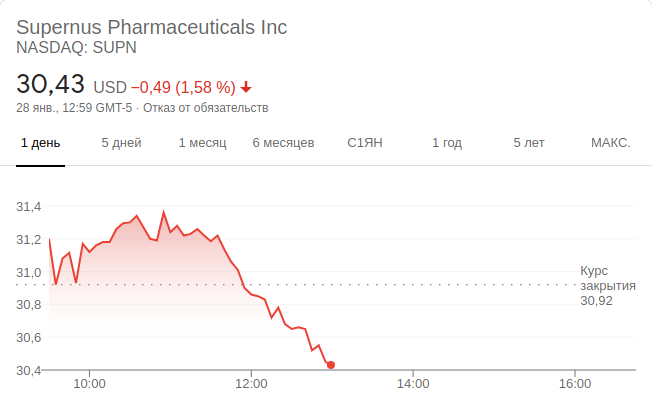 Supernus Pharmaceuticals Inc
NASDAQ: SUPN
30,43 USD −0,49 (1,58 %)
28 янв., 12:59 GMT-5 · Отказ от обязательств
1 день 5 дней 1 месяц 6 месяцев С1ЯН 1 год 5 лет МАКС.
31,4
31,2
31,0
30,8
30,6
30,4
Курс
закрытия
30,92
10:00 12:00 14:00 16:00